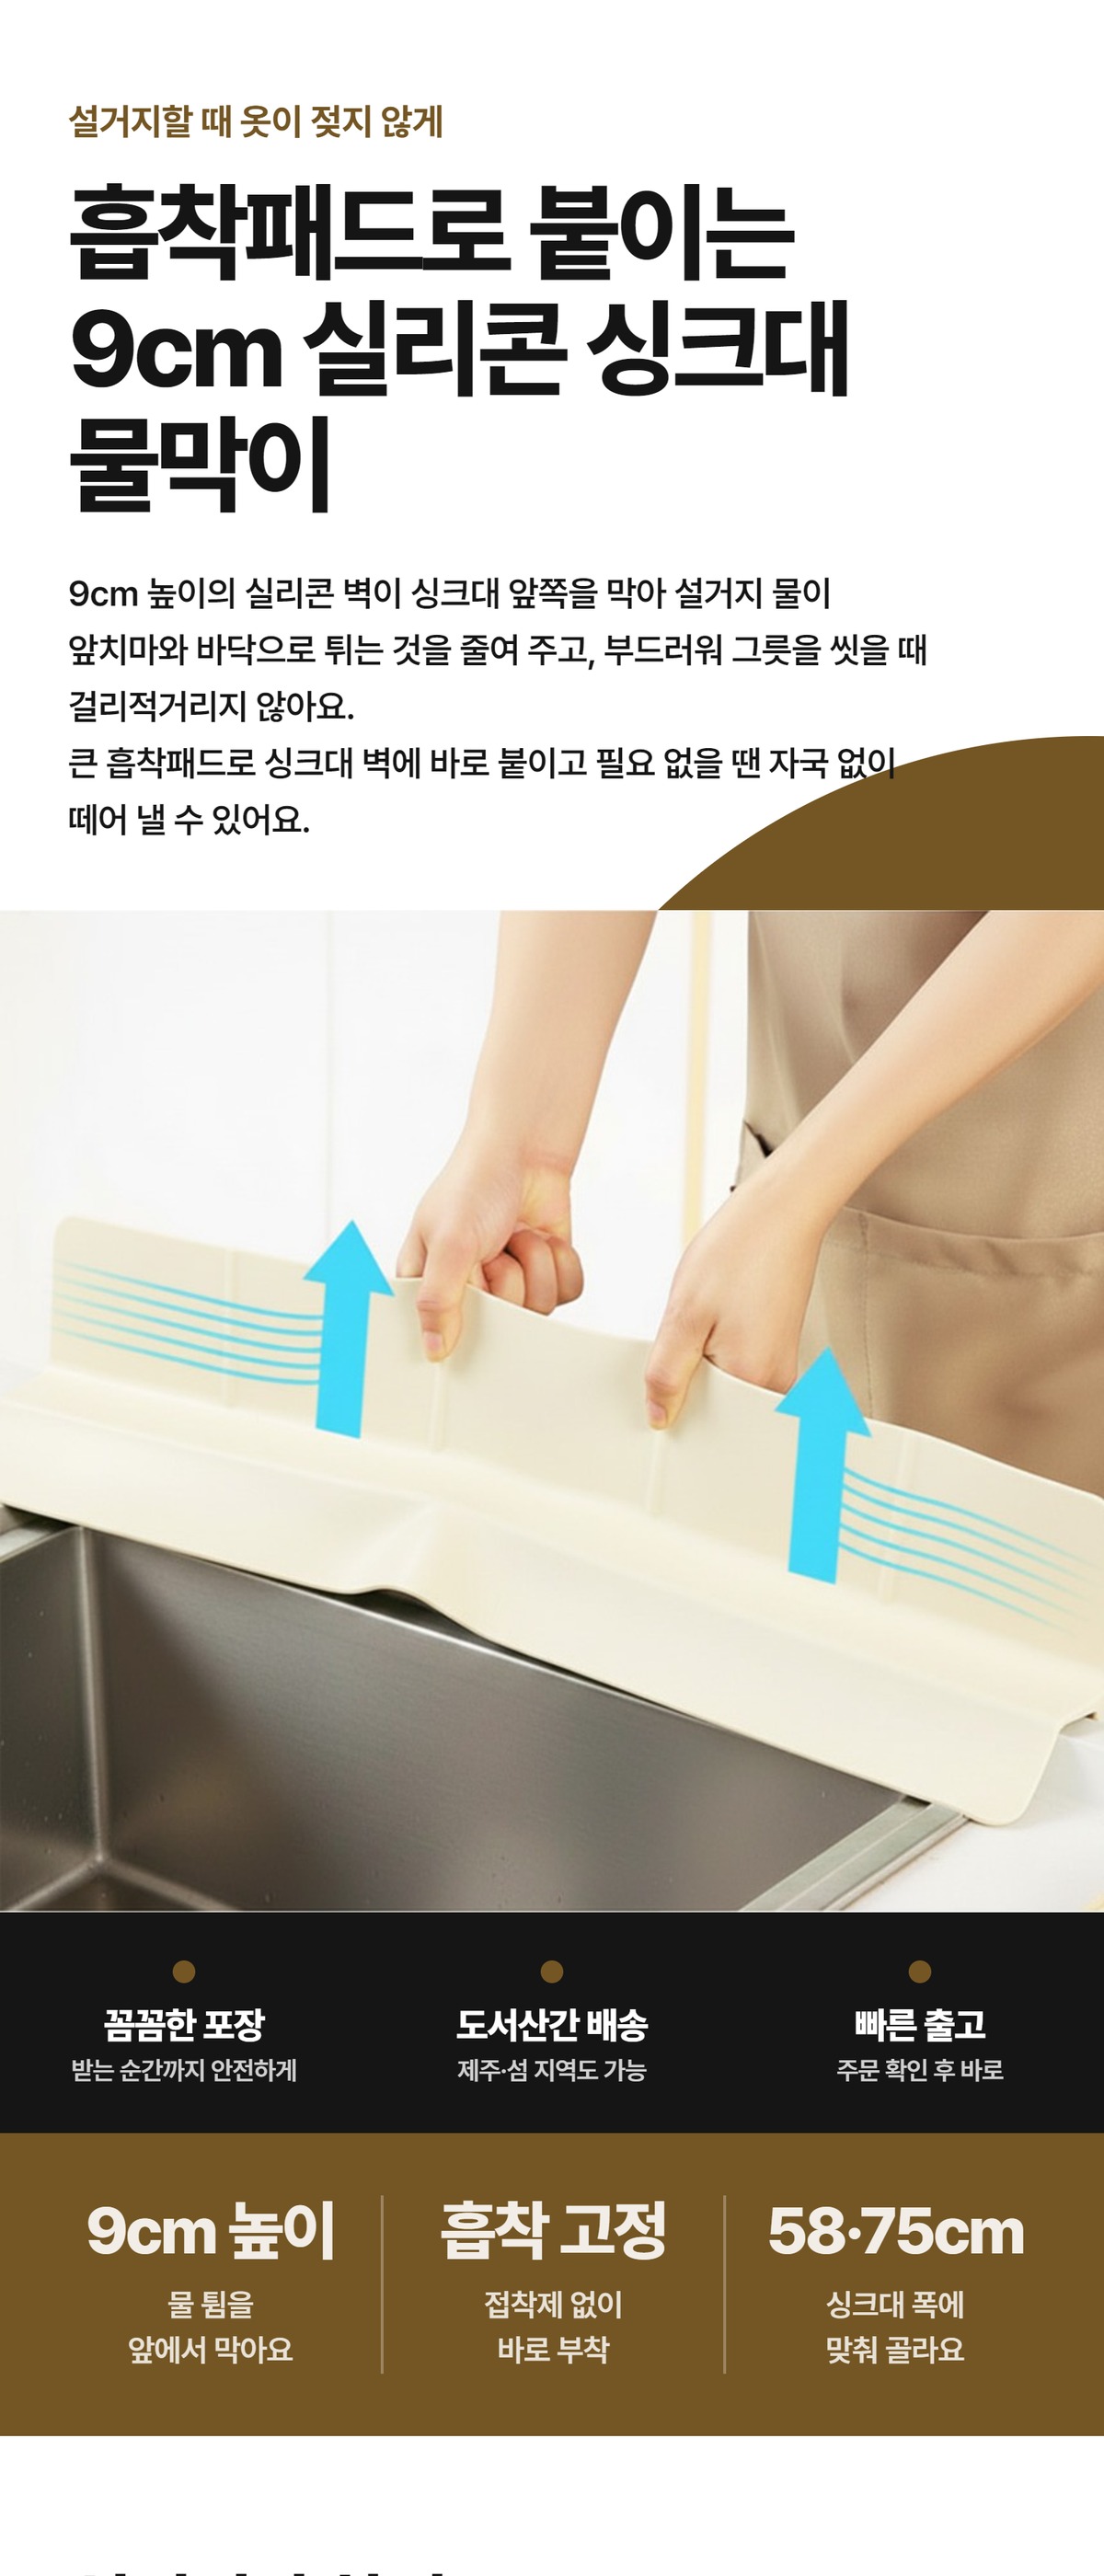 설거지할 때 옷이 젖지 않게
흡착패드로 붙이는
9cm 실리콘 싱크대
물막이
9cm 높이의 실리콘 벽이 싱크대 앞쪽을 막아 설거지 물이
앞치마와 바닥으로 튀는 것을 줄여 주고, 부드러워 그릇을 씻을 때
걸리적거리지 않아요.
큰 흡착패드로 싱크대 벽에 바로 붙이고 필요 없을 땐 자국 없이
떼어 낼 수 있어요.
꼼꼼한 포장
받는 순간까지 안전하게
도서산간 배송
제주·섬 지역도 가능
빠른 출고
주문 확인 후 바로
9cm 높이
물 튐을
앞에서 막아요
흡착 고정
접착제 없이
바로 부착
58·75cm
싱크대 폭에
맞춰 골라요